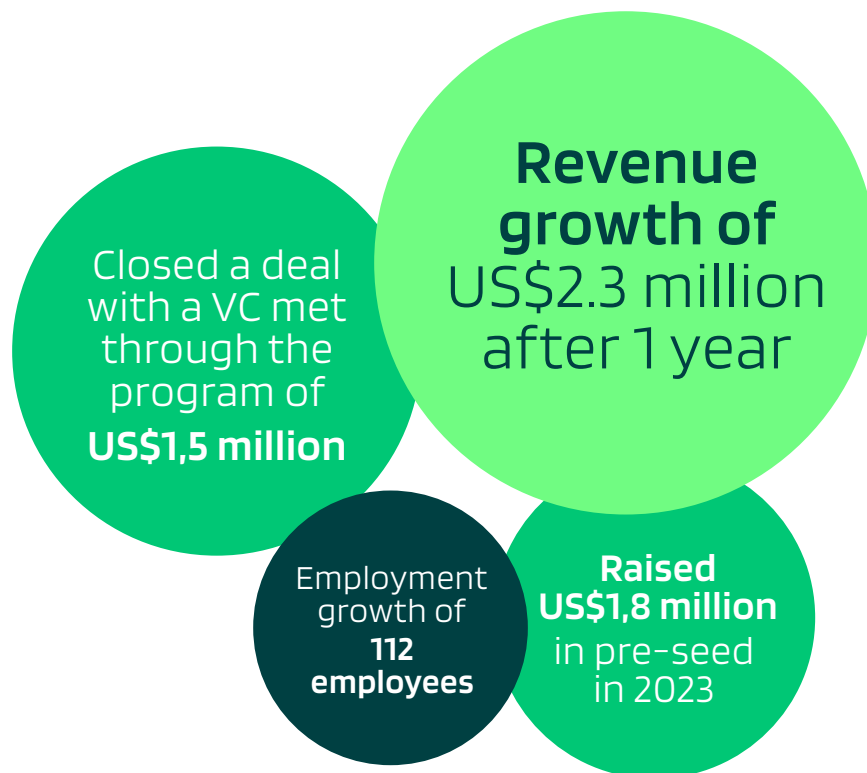 Revenue
growth of
US$2.3 million
after 1 year
Closed a deal
with a VC met
through the
program of
US$1,5 million
Employment
growth of
112
employees
Raised
US$1,8 million
in pre-seed
in 2023